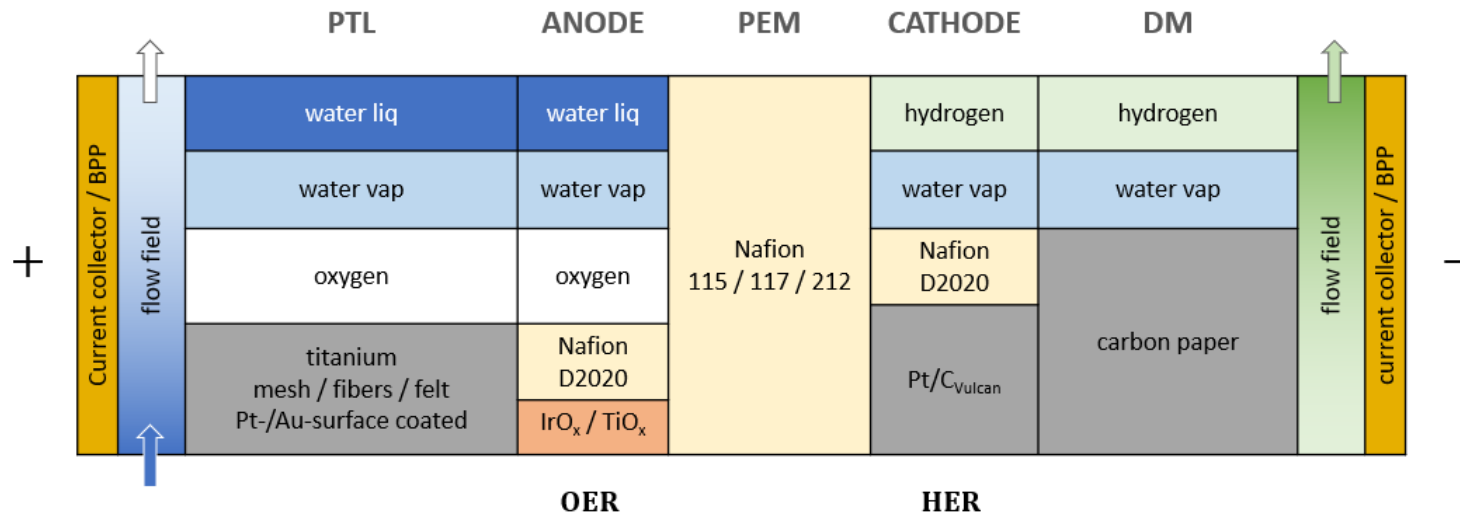 PTL ANODE PEM CATHODE DM
+
Current collector / BPP
flow field
water liq
water vap
oxygen
titanium
mesh / fibers / felt
Pt-/Au-surface coated
water liq
water vap
oxygen
Nafion
D2020
IrOₓ / TiOₓ
Nafion
115 / 117 / 212
hydrogen
water vap
Nafion
D2020
Pt/C_Vulcan
hydrogen
water vap
carbon paper
flow field
current collector / BPP
–
OER HER